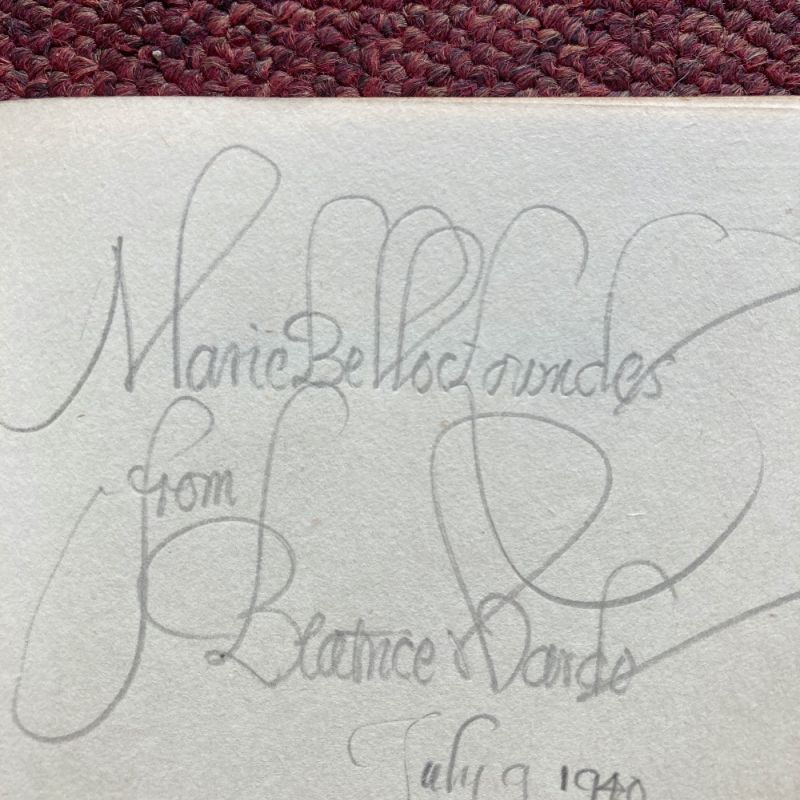 Marie Belloc Lowndes
from
Beatrice Warde
July 9 1940